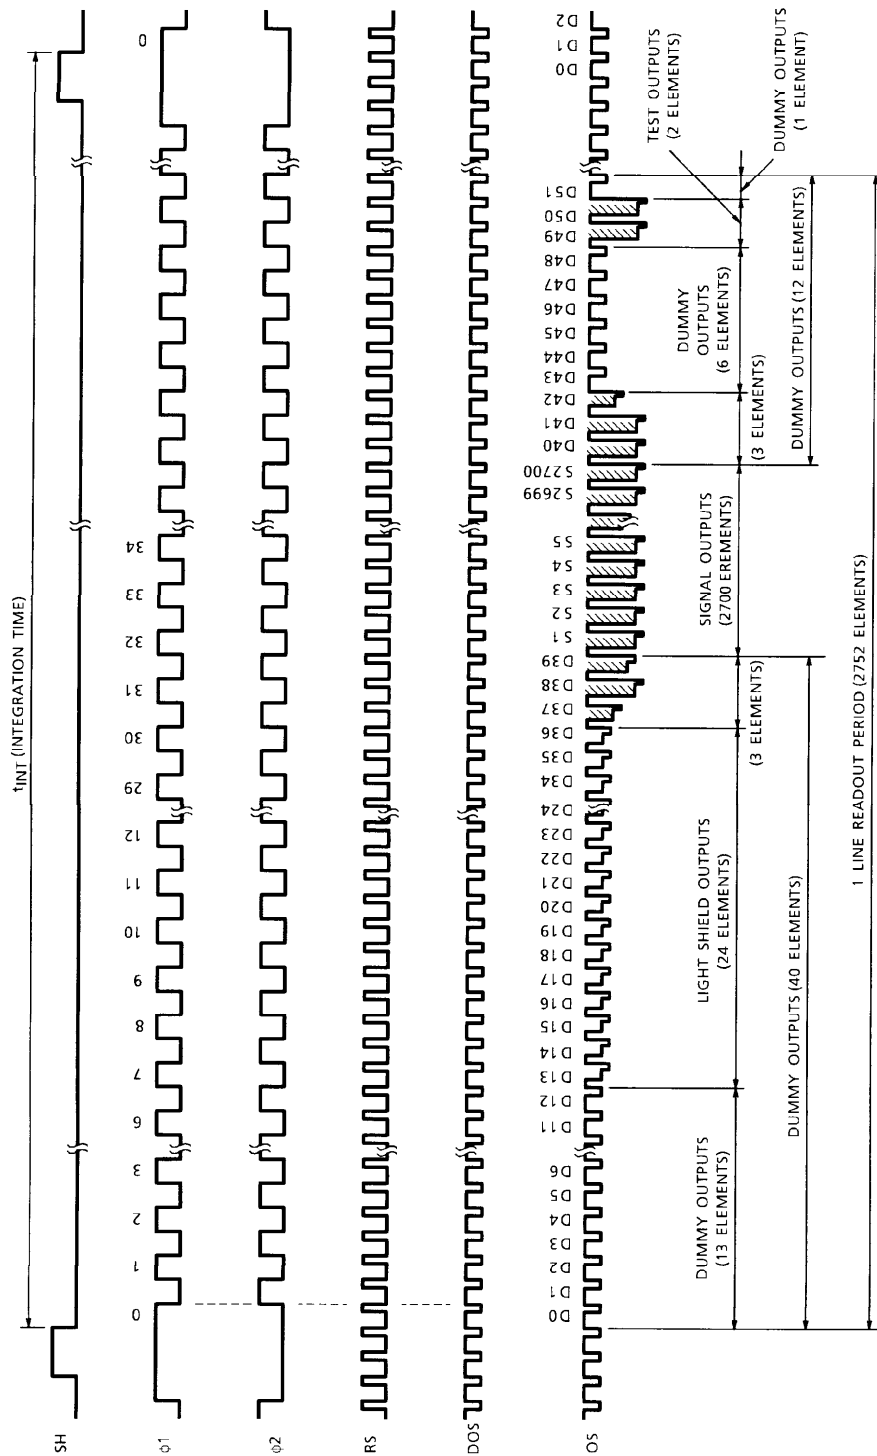 tINT (INTEGRATION TIME)
SH
φ1
0 1 2 3 6 7 8 9 10 11 12 29 30 31 32 33 34 0
φ2
RS
DOS
OS
D0 D1 D2 D3 D4 D5 D6 D11 D12 D13 D14 D15 D16 D17 D18 D19 D20 D21 D22 D23 D24 D34 D35 D36 D37 D38 D39 S1 S2 S3 S4 S5 S2699 S2700 D40 D41 D42 D43 D44 D45 D46 D47 D48 D49 D50 D51 D0 D1 D2
DUMMY OUTPUTS
(13 ELEMENTS)
LIGHT SHIELD OUTPUTS
(24 ELEMENTS)
(3 ELEMENTS)
SIGNAL OUTPUTS
(2700 EREMENTS)
(3 ELEMENTS)
DUMMY
OUTPUTS
(6 ELEMENTS)
TEST OUTPUTS
(2 ELEMENTS)
DUMMY OUTPUTS
(1 ELEMENT)
DUMMY OUTPUTS (40 ELEMENTS)
DUMMY OUTPUTS (12 ELEMENTS)
1 LINE READOUT PERIOD (2752 ELEMENTS)